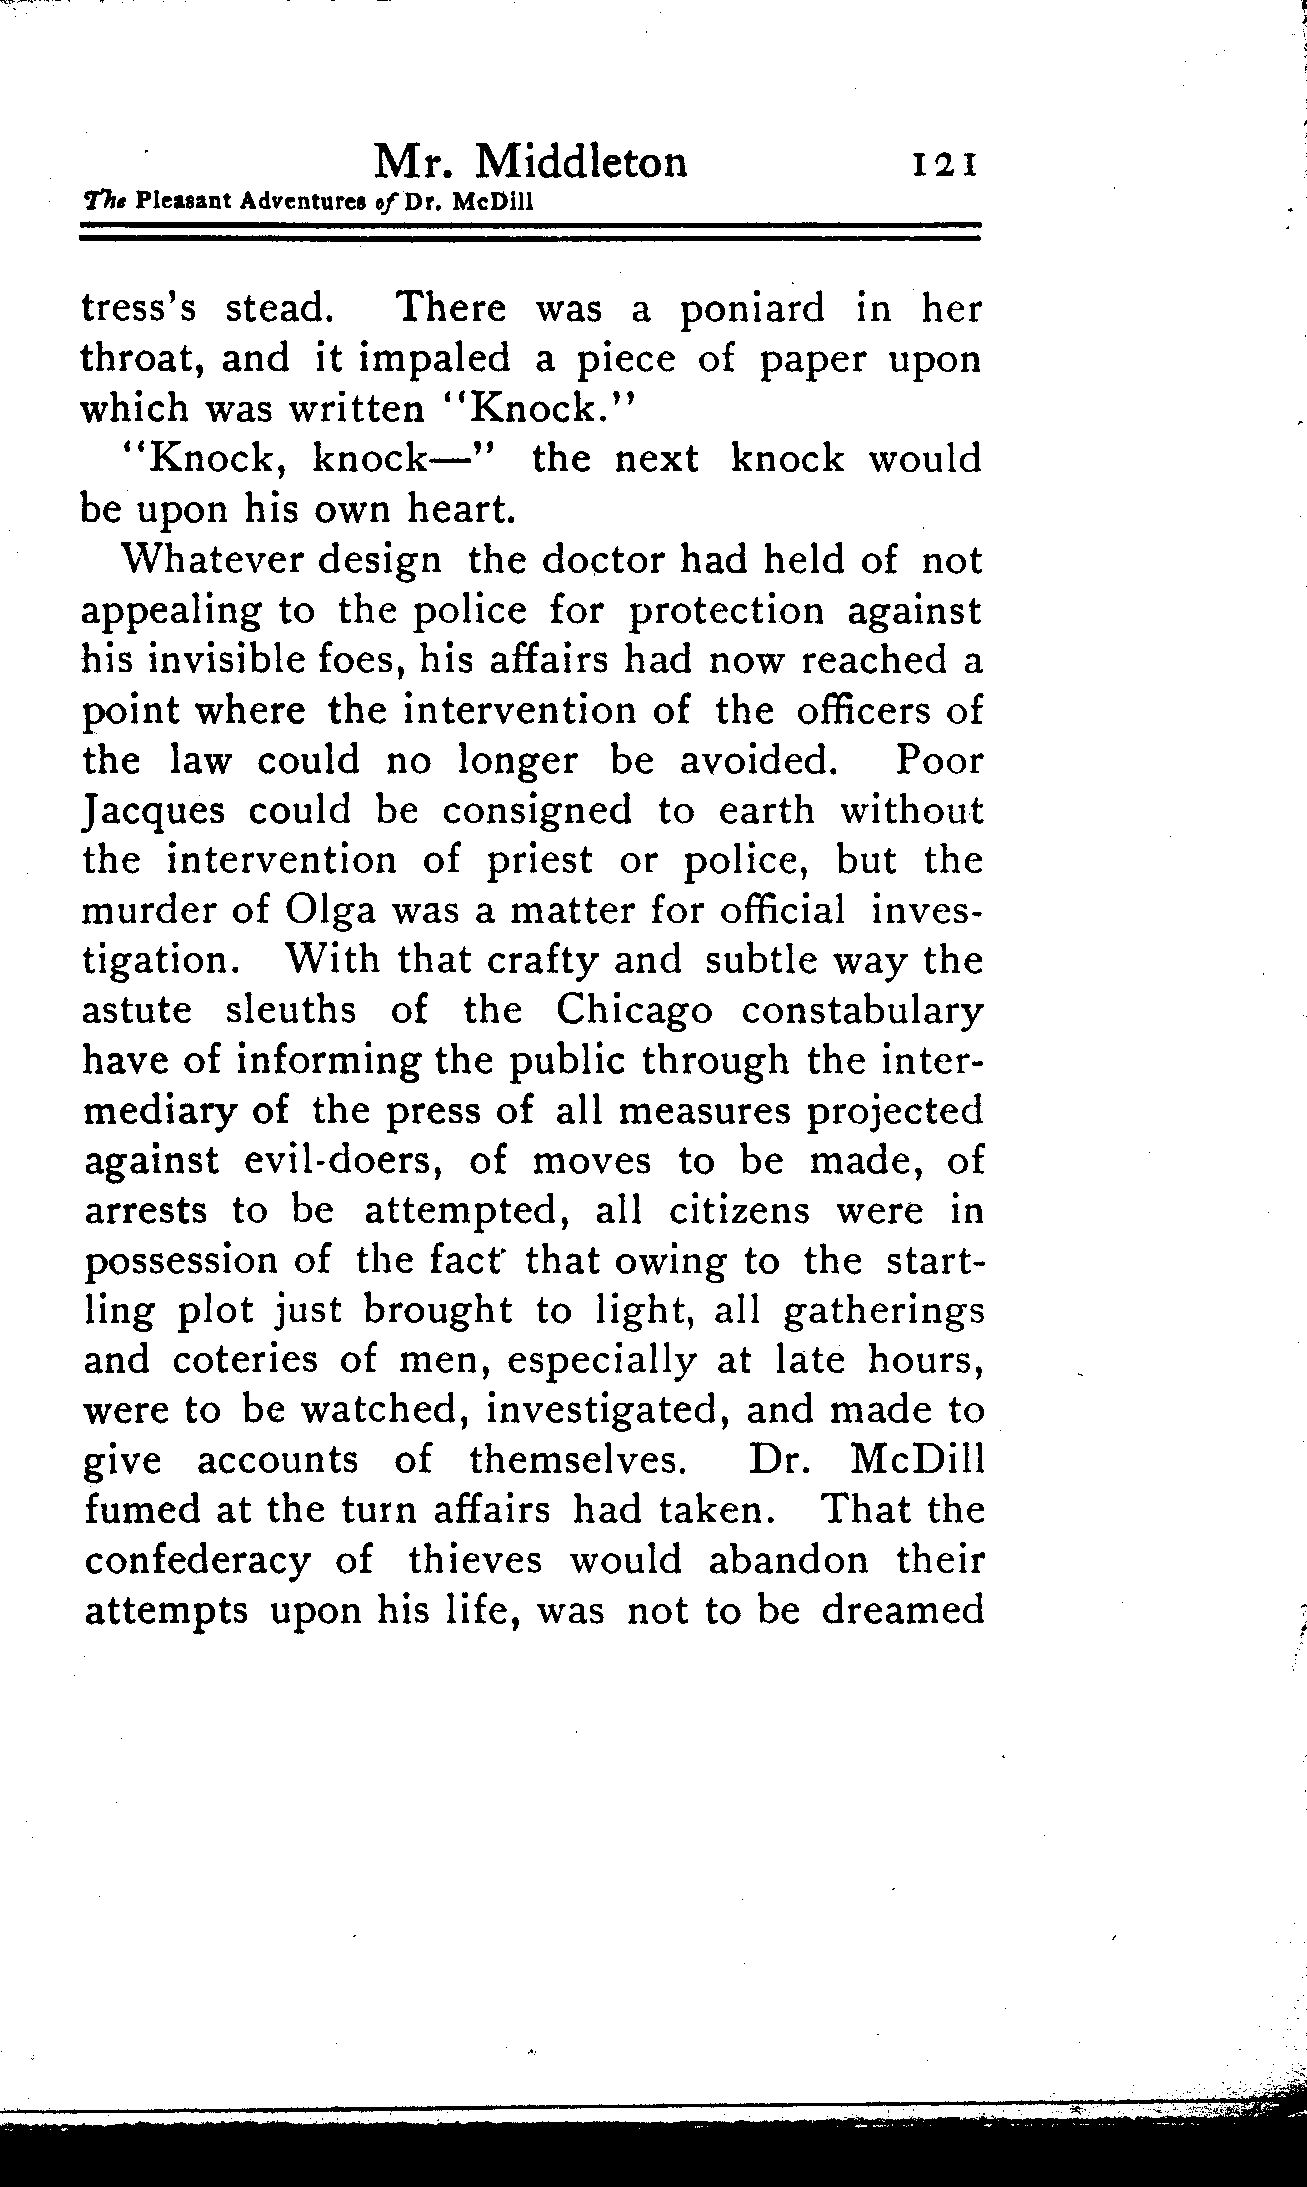 Mr. Middleton 121
The Pleasant Adventures of Dr. McDill
tress's stead. There was a poniard in her
throat, and it impaled a piece of paper upon
which was written "Knock."
"Knock, knock—" the next knock would
be upon his own heart.
Whatever design the doctor had held of not
appealing to the police for protection against
his invisible foes, his affairs had now reached a
point where the intervention of the officers of
the law could no longer be avoided. Poor
Jacques could be consigned to earth without
the intervention of priest or police, but the
murder of Olga was a matter for official inves-
tigation. With that crafty and subtle way the
astute sleuths of the Chicago constabulary
have of informing the public through the inter-
mediary of the press of all measures projected
against evil-doers, of moves to be made, of
arrests to be attempted, all citizens were in
possession of the fact that owing to the start-
ling plot just brought to light, all gatherings
and coteries of men, especially at late hours,
were to be watched, investigated, and made to
give accounts of themselves. Dr. McDill
fumed at the turn affairs had taken. That the
confederacy of thieves would abandon their
attempts upon his life, was not to be dreamed